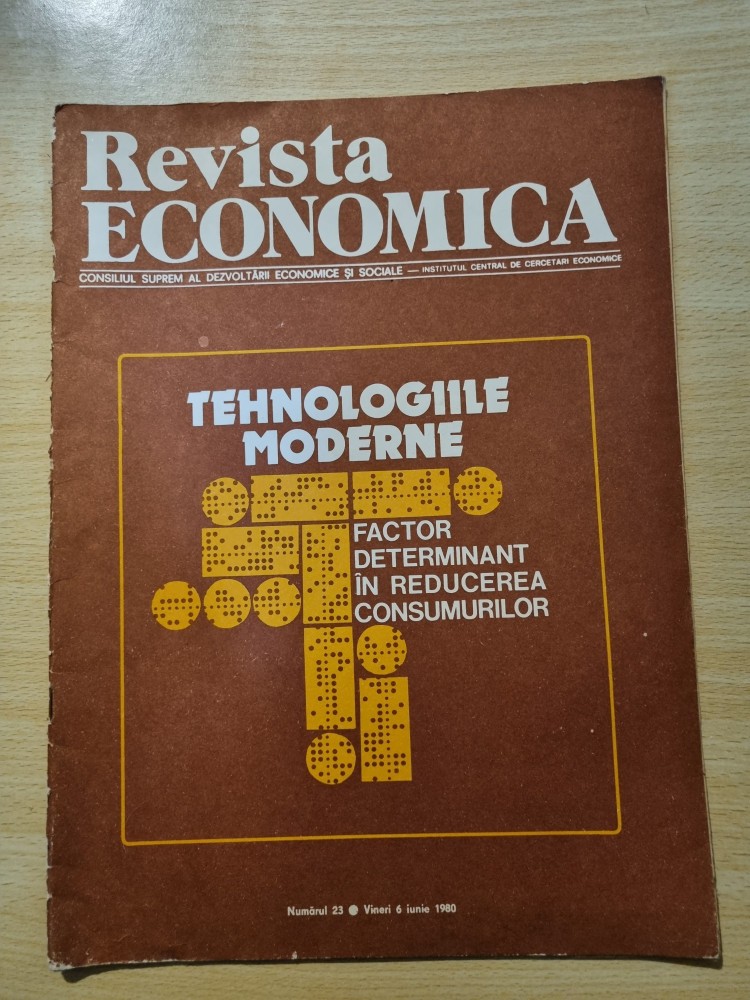 Revista
ECONOMICA
CONSILIUL SUPREM AL DEZVOLTĂRII ECONOMICE ȘI SOCIALE — INSTITUTUL CENTRAL DE CERCETARI ECONOMICE
TEHNOLOGIILE
MODERNE
FACTOR
DETERMINANT
ÎN REDUCEREA
CONSUMURILOR
Numărul 23 ● Vineri 6 iunie 1980